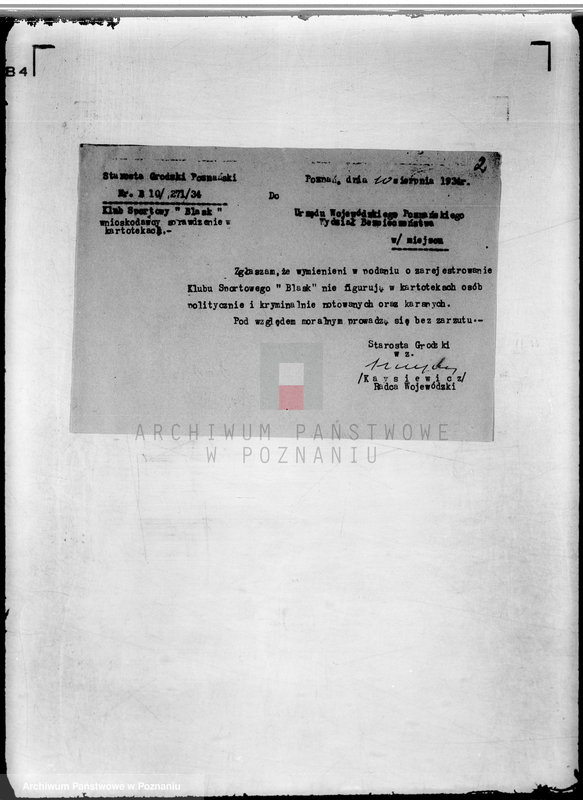 84
2
Starosta Grodzki Poznański
Nr. B 10/,271/34
Klub Sportowy " Blask "
wnioskodawcy sprawdzenie w
kartotekach.-
Poznań, dnia 10 sierpnia 1934r.
Do
Urzędu Wojewódzkiego Poznańskiego
Wydział Bezpieczeństwa
w/ miejscu
Zgłaszam, że wymienieni w podaniu o zarejestrowanie
Klubu Sportowego " Blask" nie figurują w kartotekach osób
politycznie i kryminalnie notowanych oraz karanych.
Pod względem moralnym prowadzą się bez zarzutu.-
Starosta Grodzki
w z.
/K a y s i e w i c z/
Radca Wojewódzki
ARCHIWUM PAŃSTWOWE
W POZNANIU
Archiwum Państwowe w Poznaniu